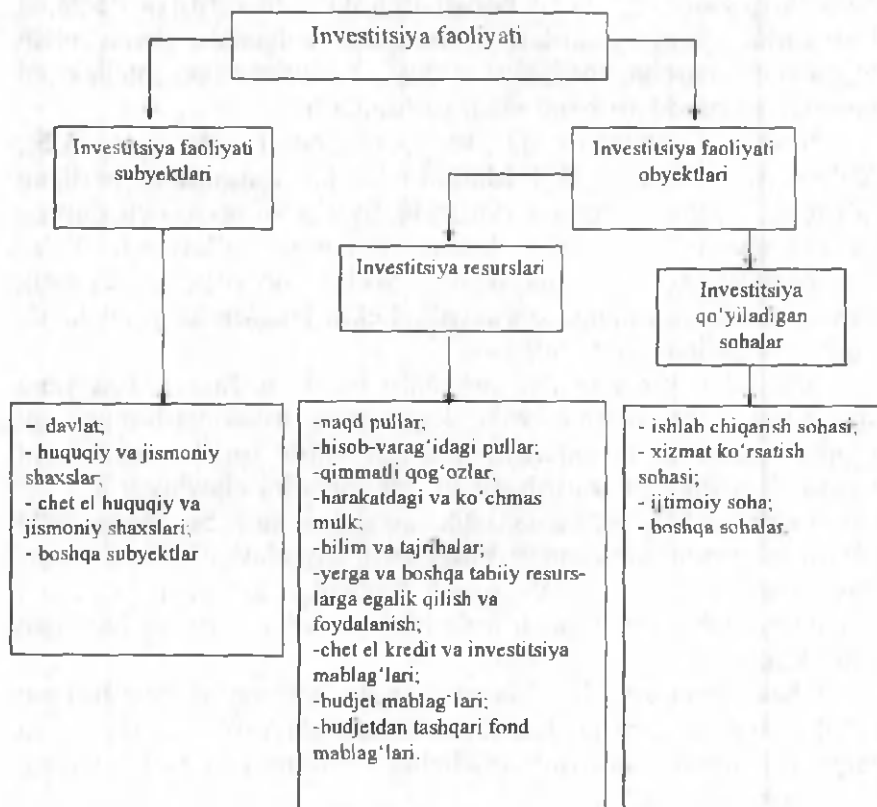 Investitsiya faoliyati
Investitsiya faoliyati
subyektlari
Investitsiya faoliyati
obyektlari
Investitsiya resurslari
Investitsiya
qo‘yiladigan
sohalar
- davlat;
- huquqiy va jismoniy
shaxslar;
- chet el huquqiy va
jismoniy shaxslari;
- boshqa subyektlar
-naqd pullar;
-hisob-varag‘idagi pullar;
-qimmatli qog‘ozlar;
-harakatdagi va ko‘chmas
mulk;
-bilim va tajribalar;
-yerga va boshqa tabiiy resurs-
larga egalik qilish va
foydalanish;
-chet el kredit va investitsiya
mablag‘lari;
-budjet mablag‘lari;
-budjetdan tashqari fond
mablag‘lari.
- ishlab chiqarish sohasi;
- xizmat ko‘rsatish
sohasi;
- ijtimoiy soha;
- boshqa sohalar.